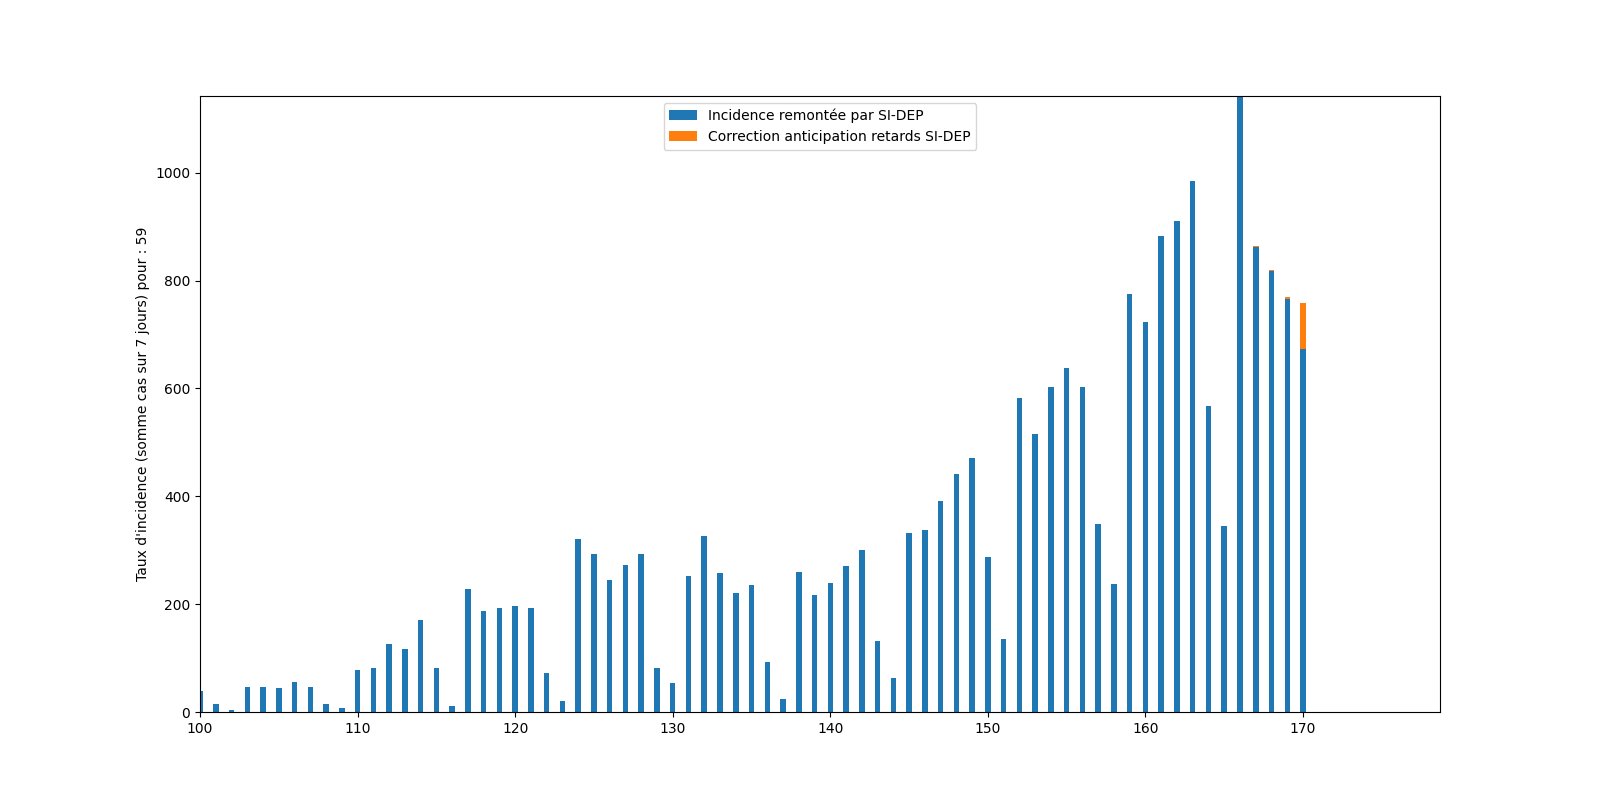 Incidence remontée par SI-DEP
Correction anticipation retards SI-DEP
Taux d'incidence (somme cas sur 7 jours) pour : 59
1000
800
600
400
200
0
100 110 120 130 140 150 160 170